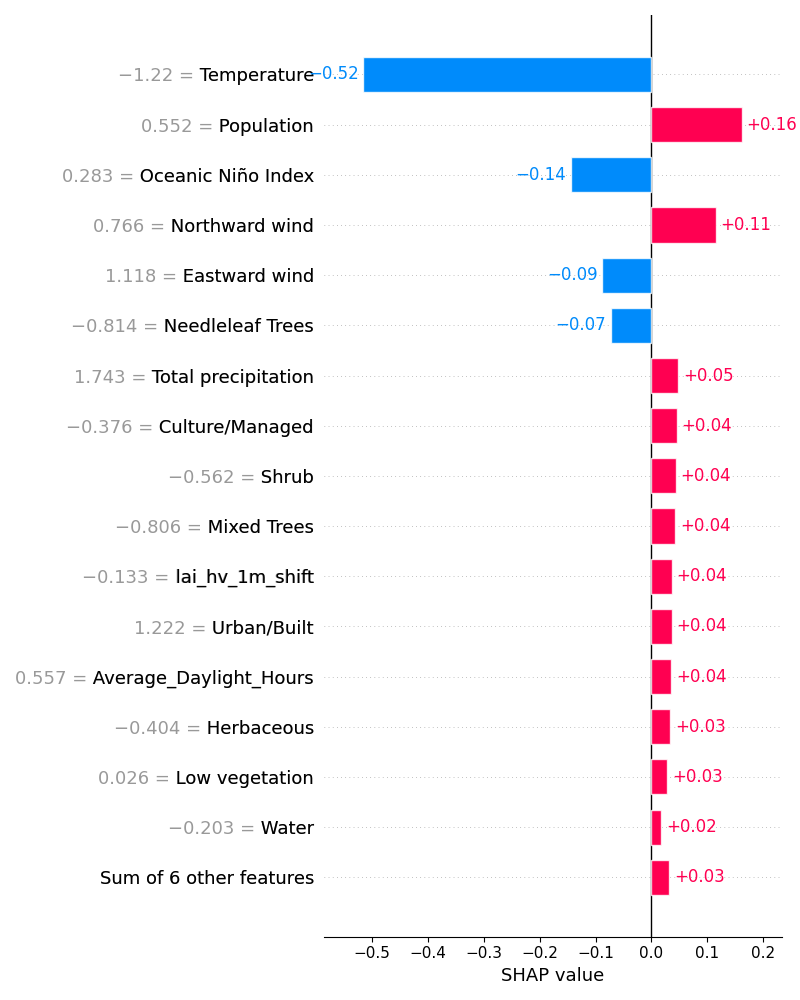 −1.22 = Temperature −0.52
0.552 = Population +0.16
0.283 = Oceanic Niño Index −0.14
0.766 = Northward wind +0.11
1.118 = Eastward wind −0.09
−0.814 = Needleleaf Trees −0.07
1.743 = Total precipitation +0.05
−0.376 = Culture/Managed +0.04
−0.562 = Shrub +0.04
−0.806 = Mixed Trees +0.04
−0.133 = lai_hv_1m_shift +0.04
1.222 = Urban/Built +0.04
0.557 = Average_Daylight_Hours +0.04
−0.404 = Herbaceous +0.03
0.026 = Low vegetation +0.03
−0.203 = Water +0.02
Sum of 6 other features +0.03
−0.5 −0.4 −0.3 −0.2 −0.1 0.0 0.1 0.2
SHAP value